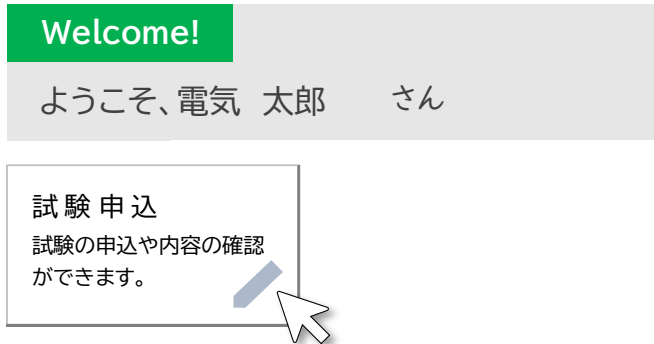 Welcome!
ようこそ、電気 太郎 さん
試験申込
試験の申込や内容の確認
ができます。